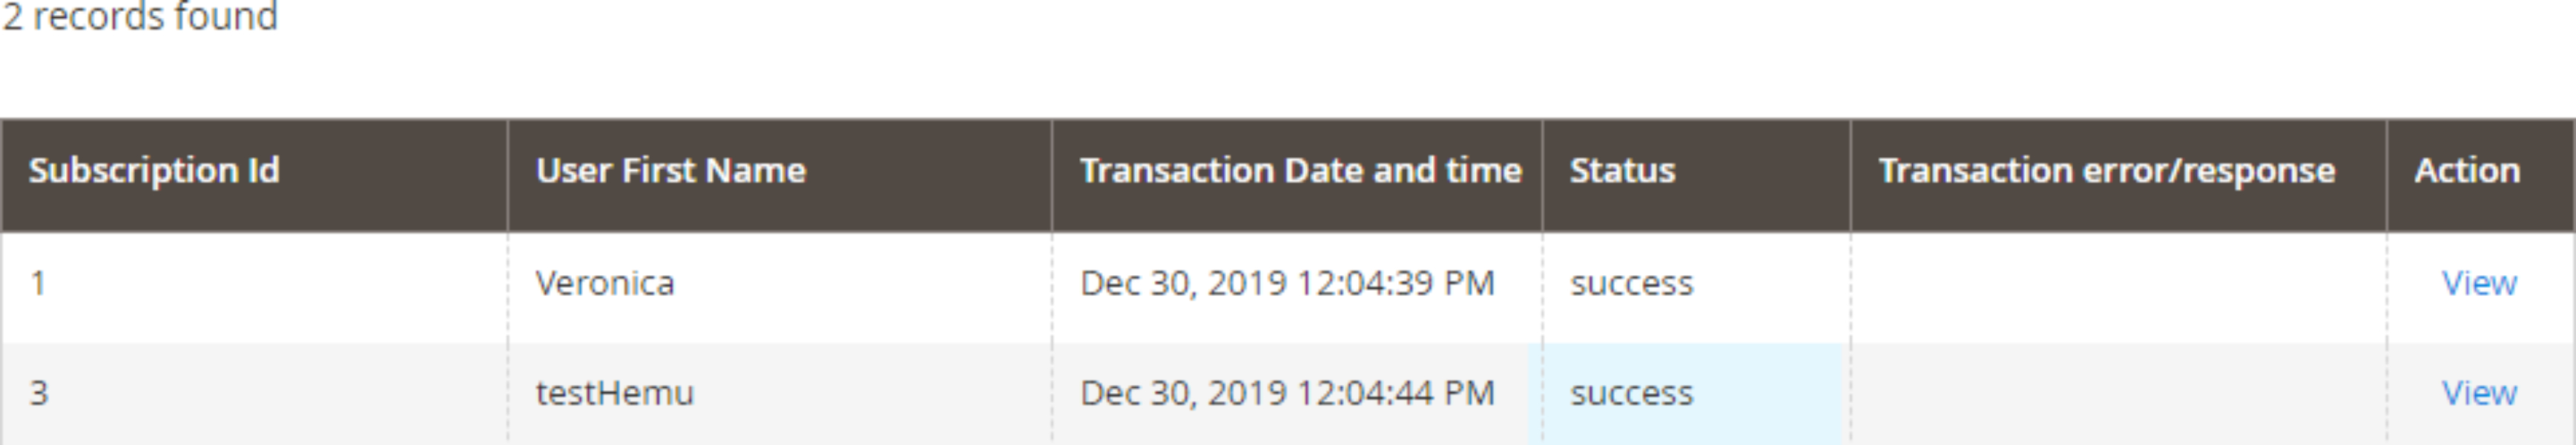 2 records found
Subscription Id User First Name Transaction Date and time Status Transaction error/response Action
1 Veronica Dec 30, 2019 12:04:39 PM success View
3 testHemu Dec 30, 2019 12:04:44 PM success View